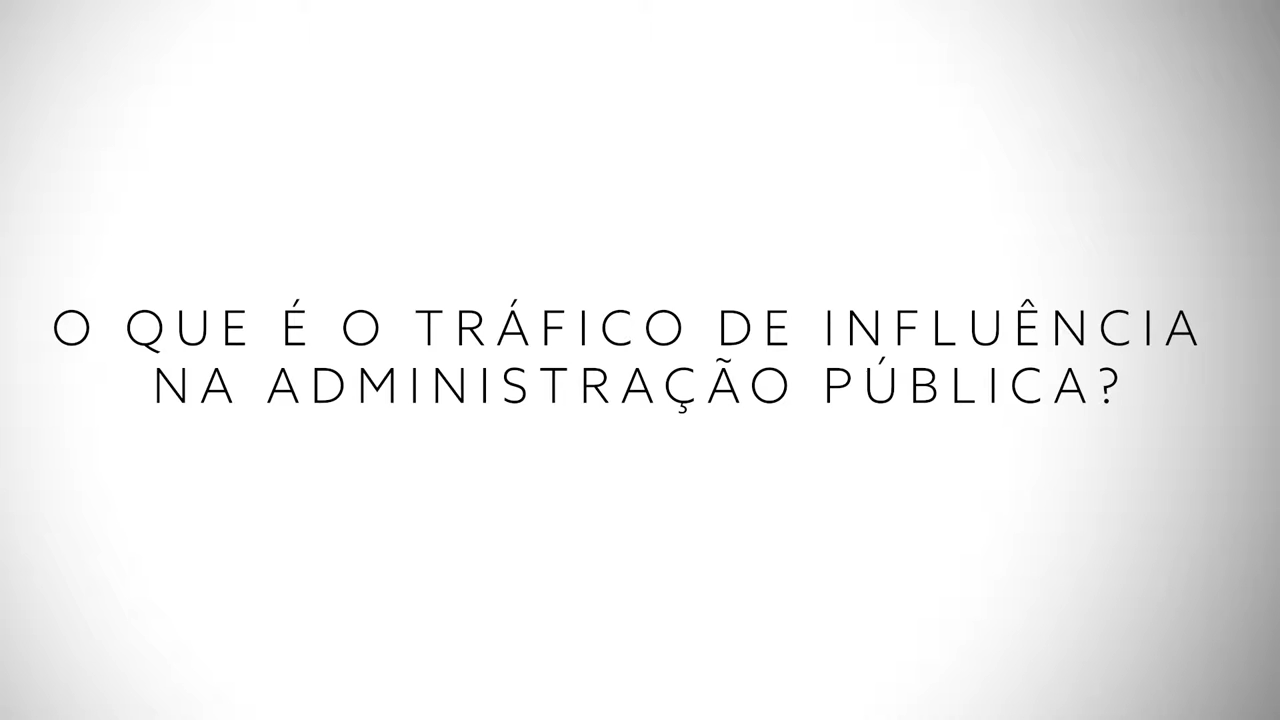 O QUE É O TRÁFICO DE INFLUÊNCIA
NA ADMINISTRAÇÃO PÚBLICA?